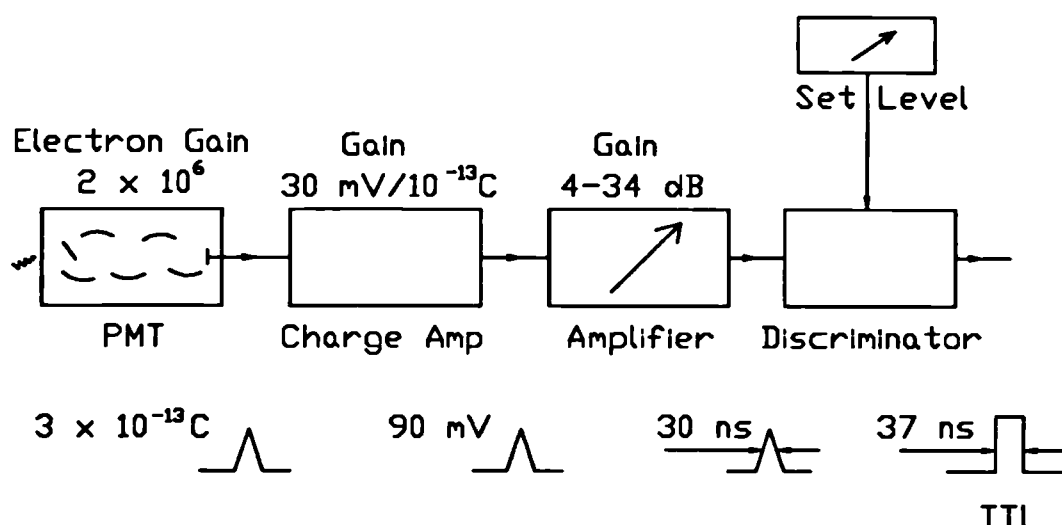 Set Level
Electron Gain
2 x 10⁶
Gain
30 mV/10⁻¹³C
Gain
4-34 dB
PMT
Charge Amp
Amplifier
Discriminator
3 x 10⁻¹³C
90 mV
30 ns
37 ns
TTL